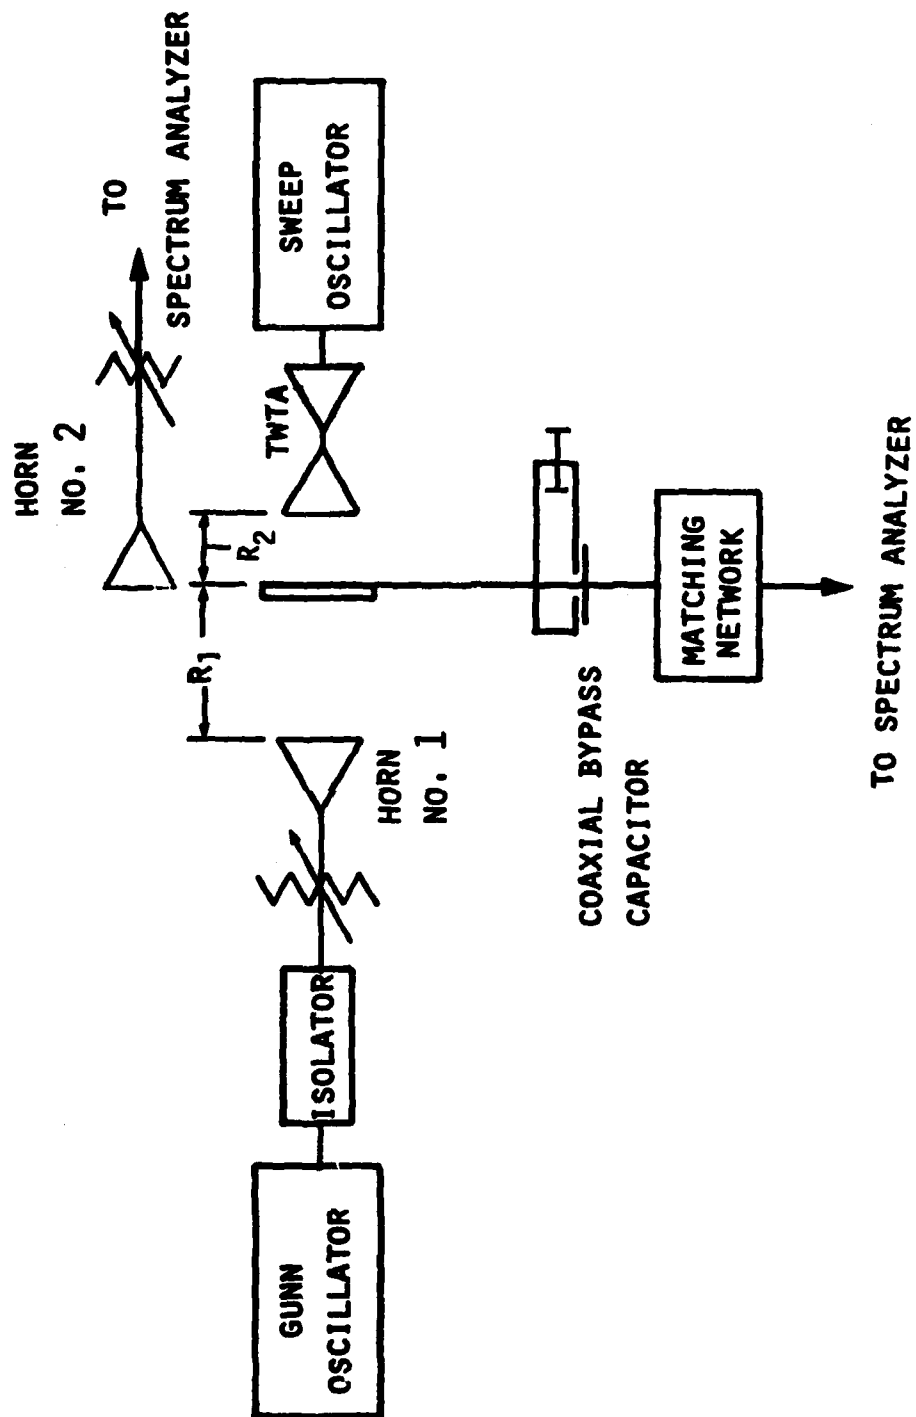 HORN
NO. 2
TO
SPECTRUM ANALYZER
GUNN
OSCILLATOR
ISOLATOR
HORN
NO. 1
R1
R2
TWTA
SWEEP
OSCILLATOR
COAXIAL BYPASS
CAPACITOR
MATCHING
NETWORK
TO SPECTRUM ANALYZER